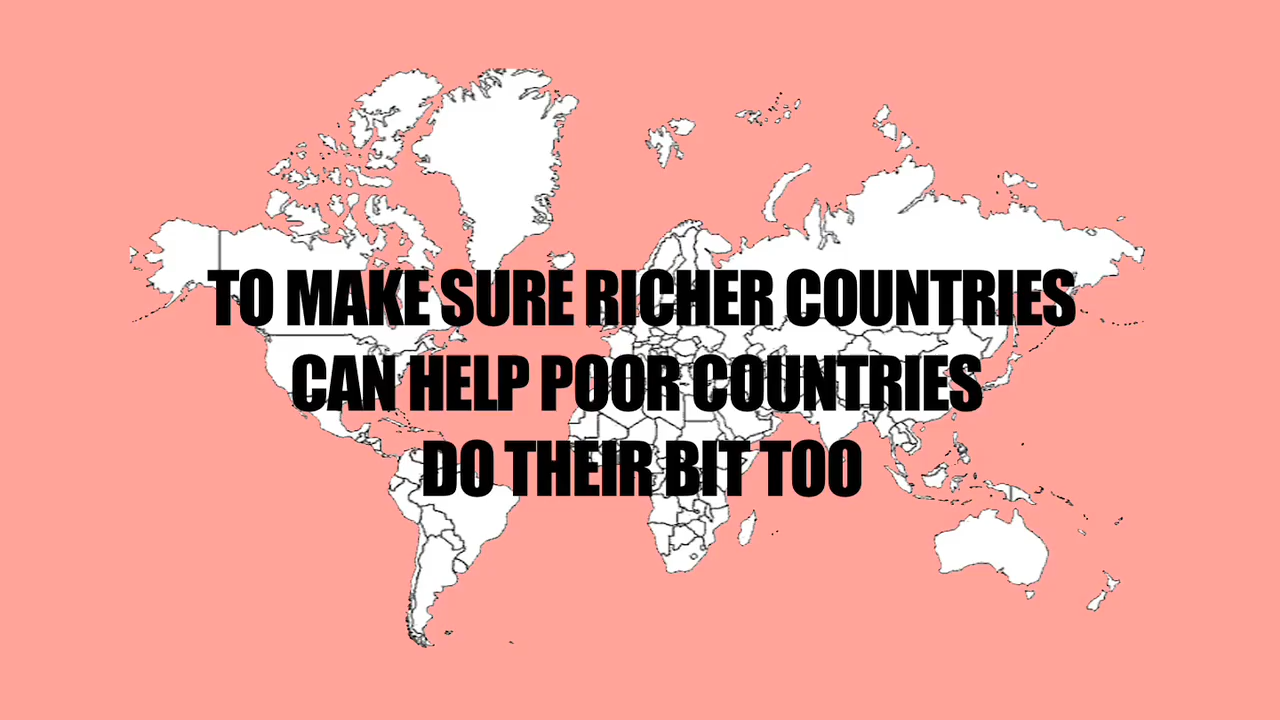 TO MAKE SURE RICHER COUNTRIES
CAN HELP POOR COUNTRIES
DO THEIR BIT TOO